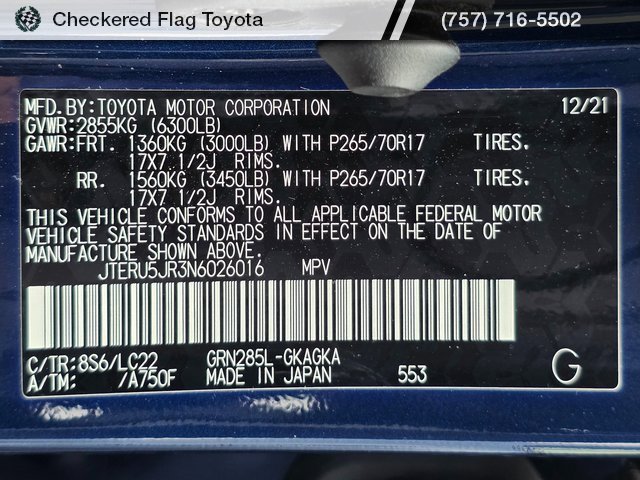 Checkered Flag Toyota
(757) 716-5502
MFD.BY:TOYOTA MOTOR CORPORATION 12/21
GVWR:2855KG (6300LB)
GAWR:FRT. 1360KG (3000LB) WITH P265/70R17 TIRES.
17X7 1/2J RIMS.
RR. 1560KG (3450LB) WITH P265/70R17 TIRES.
17X7 1/2J RIMS.
THIS VEHICLE CONFORMS TO ALL APPLICABLE FEDERAL MOTOR
VEHICLE SAFETY STANDARDS IN EFFECT ON THE DATE OF
MANUFACTURE SHOWN ABOVE.
JTERU5JR3N6026016 MPV
C/TR:8S6/LC22 GRN285L-GKAGKA
A/TM: /A750F MADE IN JAPAN 553 G